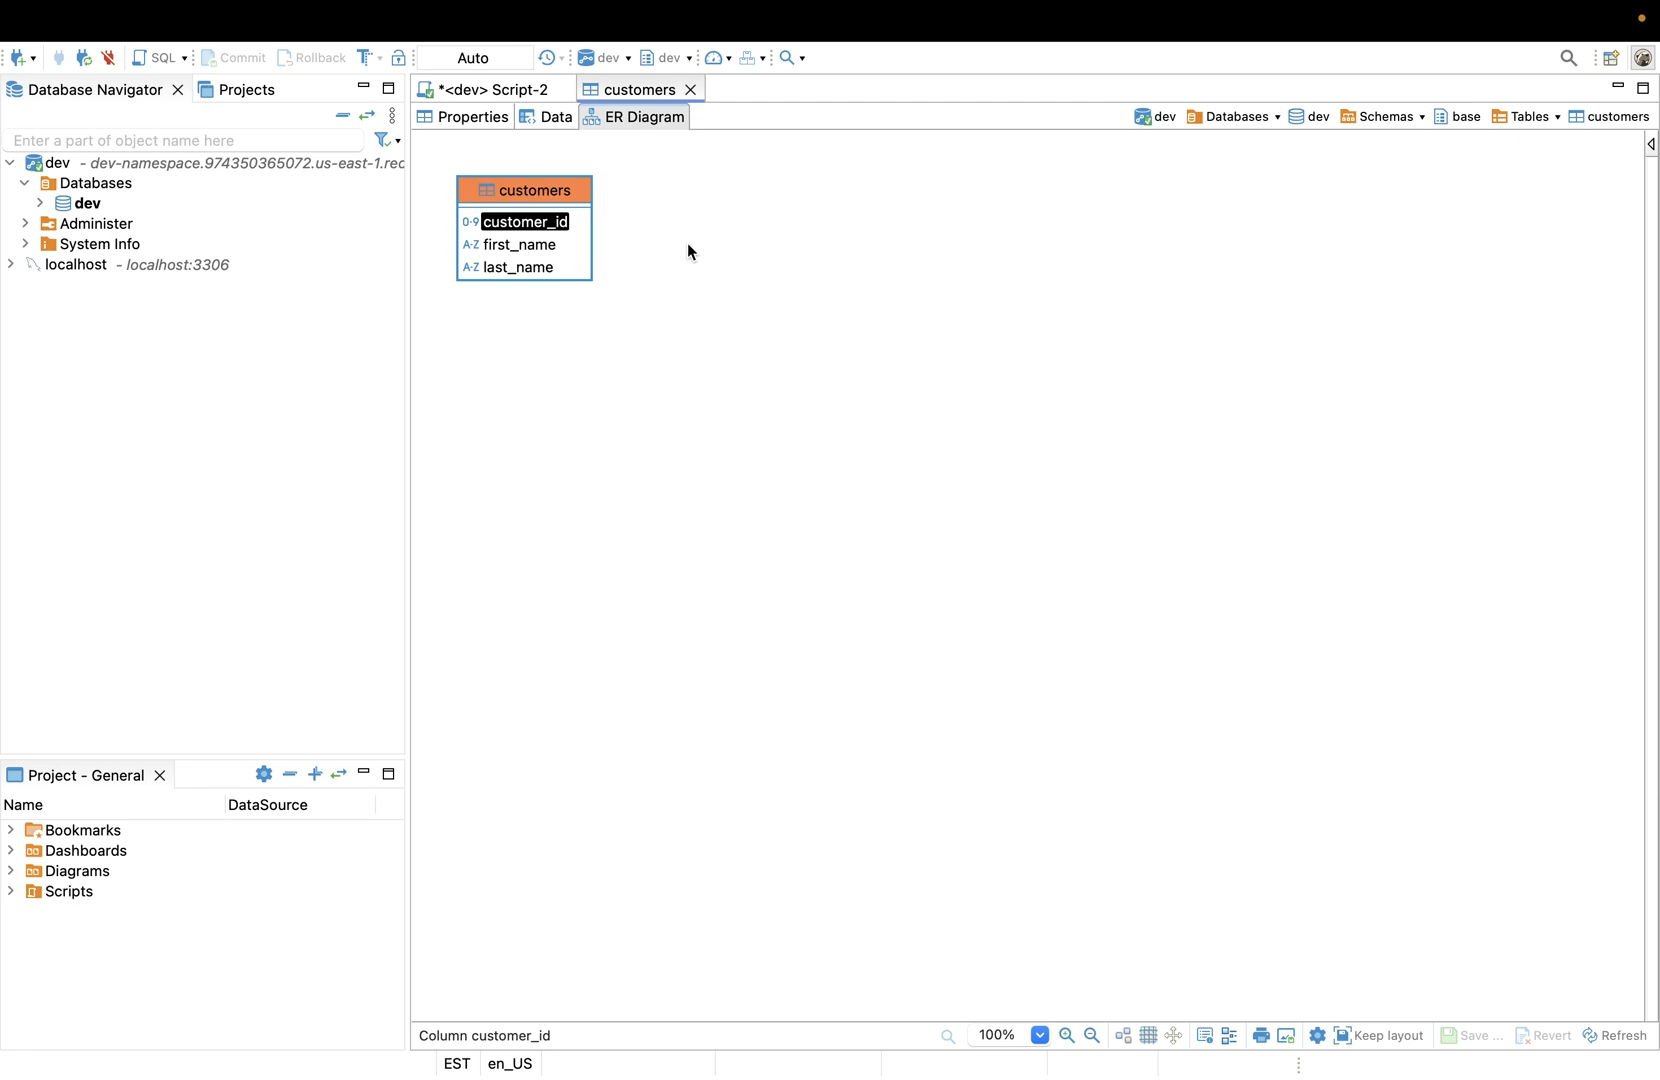 SQL
Commit
Rollback
Auto
dev
dev
Database Navigator
Projects
*<dev> Script-2
customers
Properties
Data
ER Diagram
dev
Databases
dev
Schemas
base
Tables
customers
Enter a part of object name here
dev - dev-namespace.974350365072.us-east-1.rec
Databases
dev
Administer
System Info
localhost - localhost:3306
customers
0-9 customer_id
A-Z first_name
A-Z last_name
Project - General
Name DataSource
Bookmarks
Dashboards
Diagrams
Scripts
Column customer_id
100%
Keep layout
Save ...
Revert
Refresh
EST
en_US